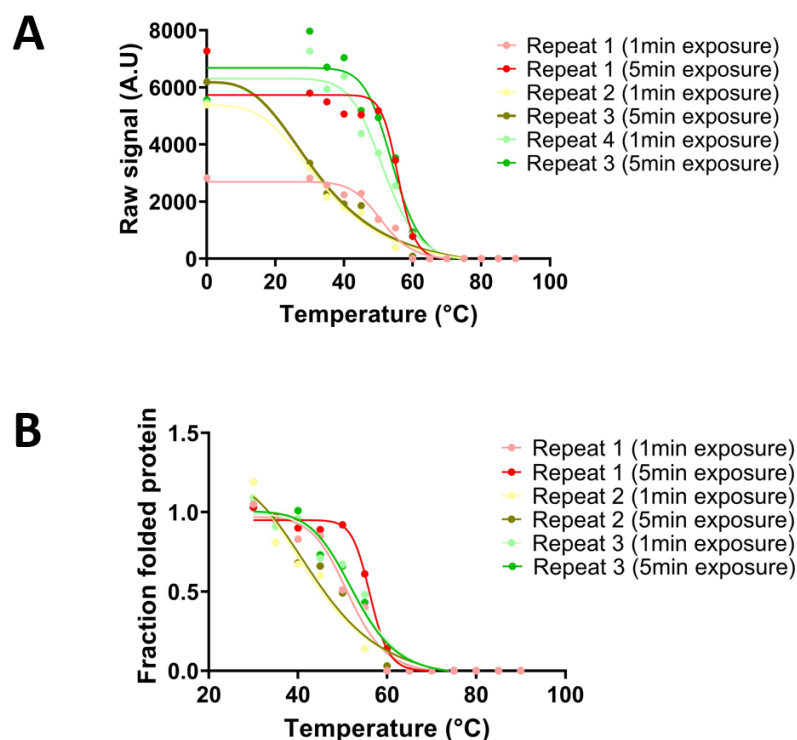 A
Raw signal (A.U)
8000
6000
4000
2000
0
0 20 40 60 80 100
Temperature (°C)
Repeat 1 (1min exposure)
Repeat 1 (5min exposure)
Repeat 2 (1min exposure)
Repeat 3 (5min exposure)
Repeat 4 (1min exposure)
Repeat 3 (5min exposure)
B
Fraction folded protein
1.5
1.0
0.5
0.0
20 40 60 80 100
Temperature (°C)
Repeat 1 (1min exposure)
Repeat 1 (5min exposure)
Repeat 2 (1min exposure)
Repeat 2 (5min exposure)
Repeat 3 (1min exposure)
Repeat 3 (5min exposure)